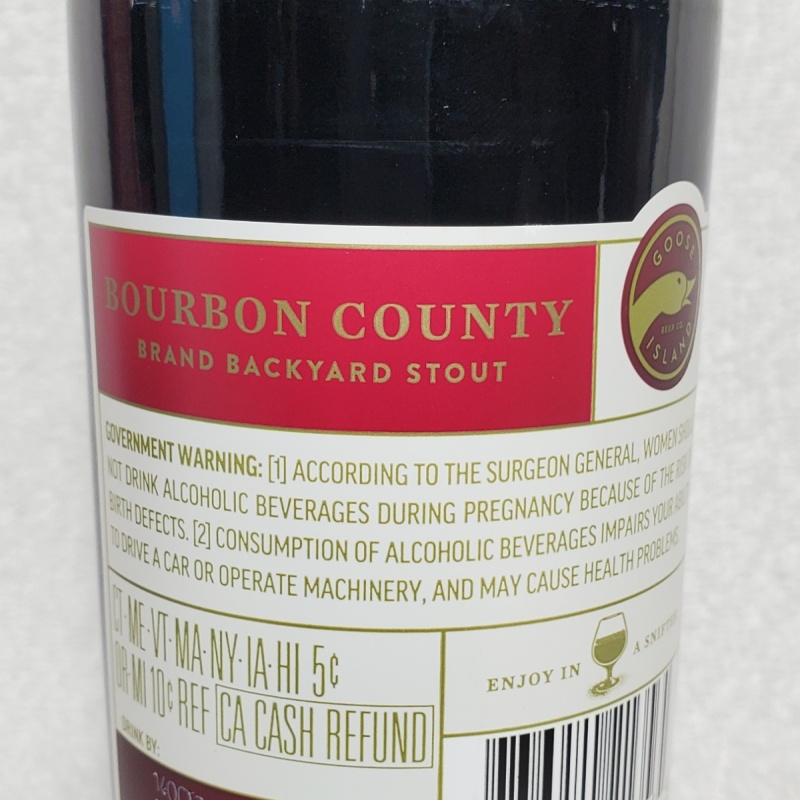 BOURBON COUNTY
BRAND BACKYARD STOUT
GOOSE
BEER CO.
ISLAND
GOVERNMENT WARNING: [1] ACCORDING TO THE SURGEON GENERAL, WOMEN
NOT DRINK ALCOHOLIC BEVERAGES DURING PREGNANCY BECAUSE OF THE RISK
BIRTH DEFECTS. [2] CONSUMPTION OF ALCOHOLIC BEVERAGES IMPAIRS YOUR
TO DRIVE A CAR OR OPERATE MACHINERY, AND MAY CAUSE HEALTH PROBLEMS.
CT·ME·VT·MA·NY·IA·HI 5¢
OR·MI 10¢ REF CA CASH REFUND
ENJOY IN A
DRINK BY: